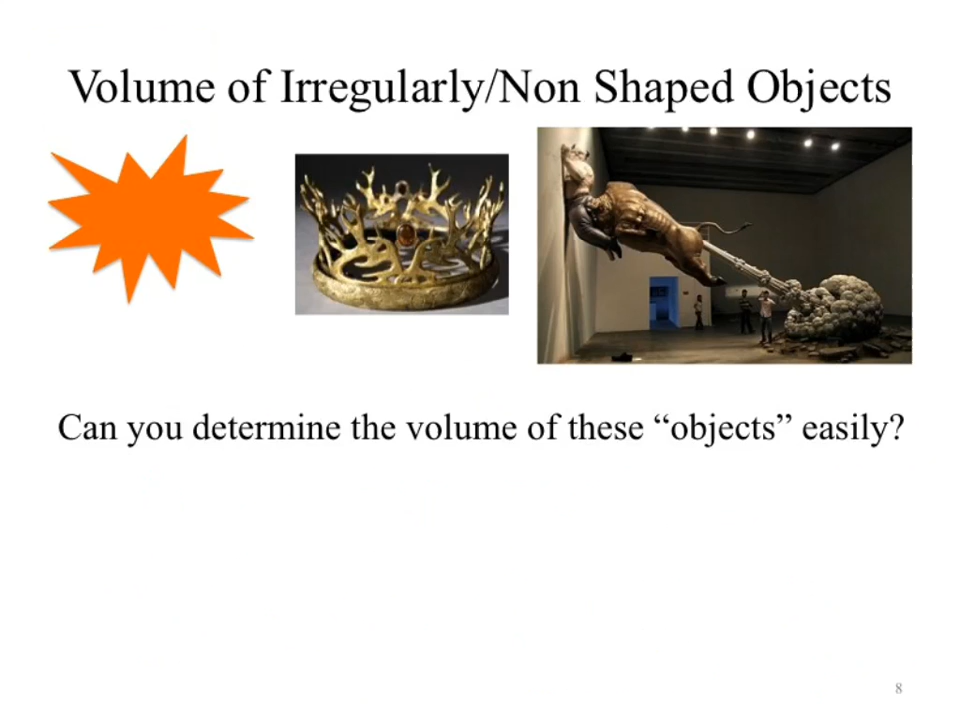 Volume of Irregularly/Non Shaped Objects
Can you determine the volume of these “objects” easily?
8